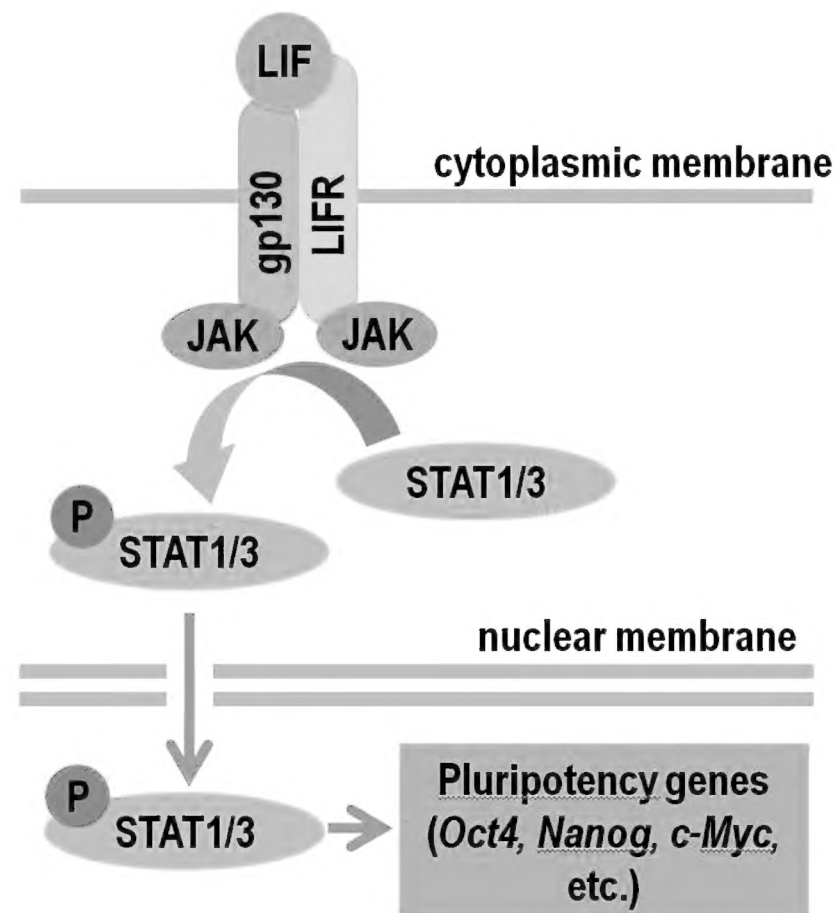 LIF
cytoplasmic membrane
gp130
LIFR
JAK
JAK
STAT1/3
P
STAT1/3
nuclear membrane
P
STAT1/3
Pluripotency genes
(Oct4, Nanog, c-Myc,
etc.)